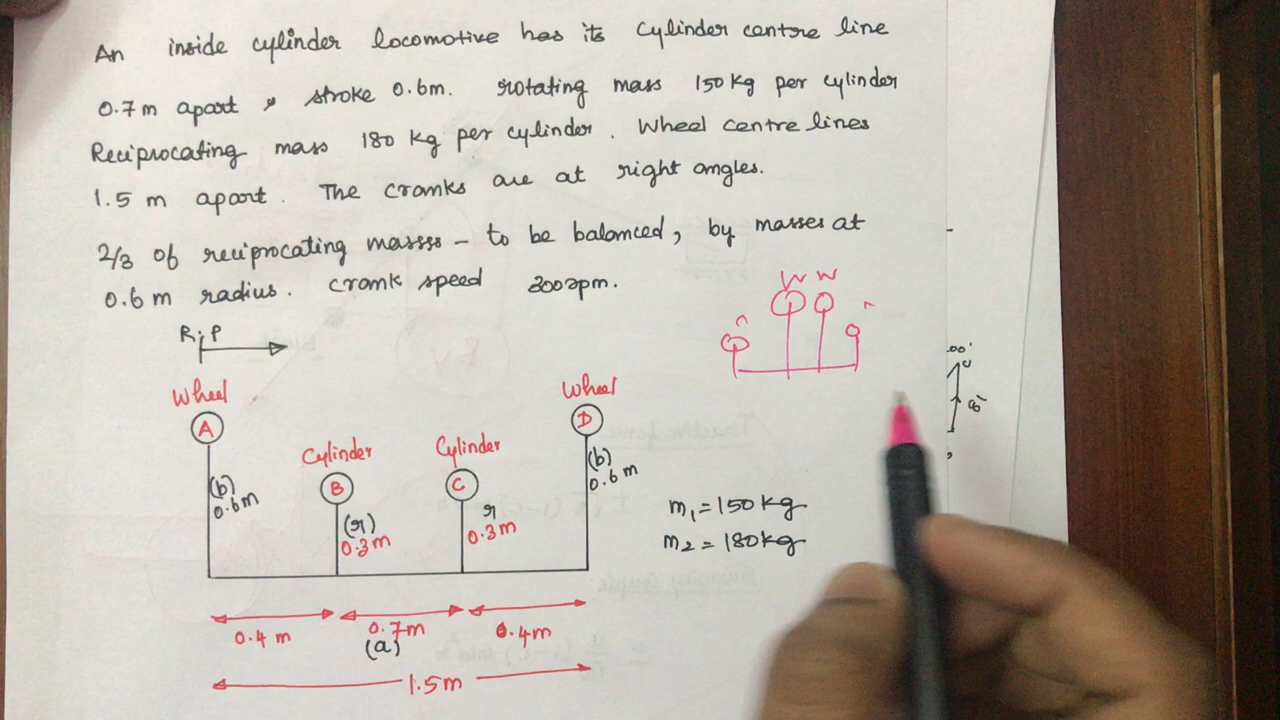 An inside cylinder locomotive has its cylinder centre line
0.7 m apart & stroke 0.6m. rotating mass 150 kg per cylinder
Reciprocating mass 180 kg per cylinder. Wheel centre lines
1.5 m apart. The cranks are at right angles.
2/3 of reciprocating masses - to be balanced, by masses at
0.6 m radius. crank speed 300rpm.
W W
R.P
Wheel
Wheel
A
D
Cylinder
Cylinder
B
C
(b)
0.6 m
(r)
0.3 m
r
0.3 m
(b)
0.6 m
m1 = 150 kg
m2 = 180 kg
0.4 m
0.7m
0.4m
(a)
1.5m